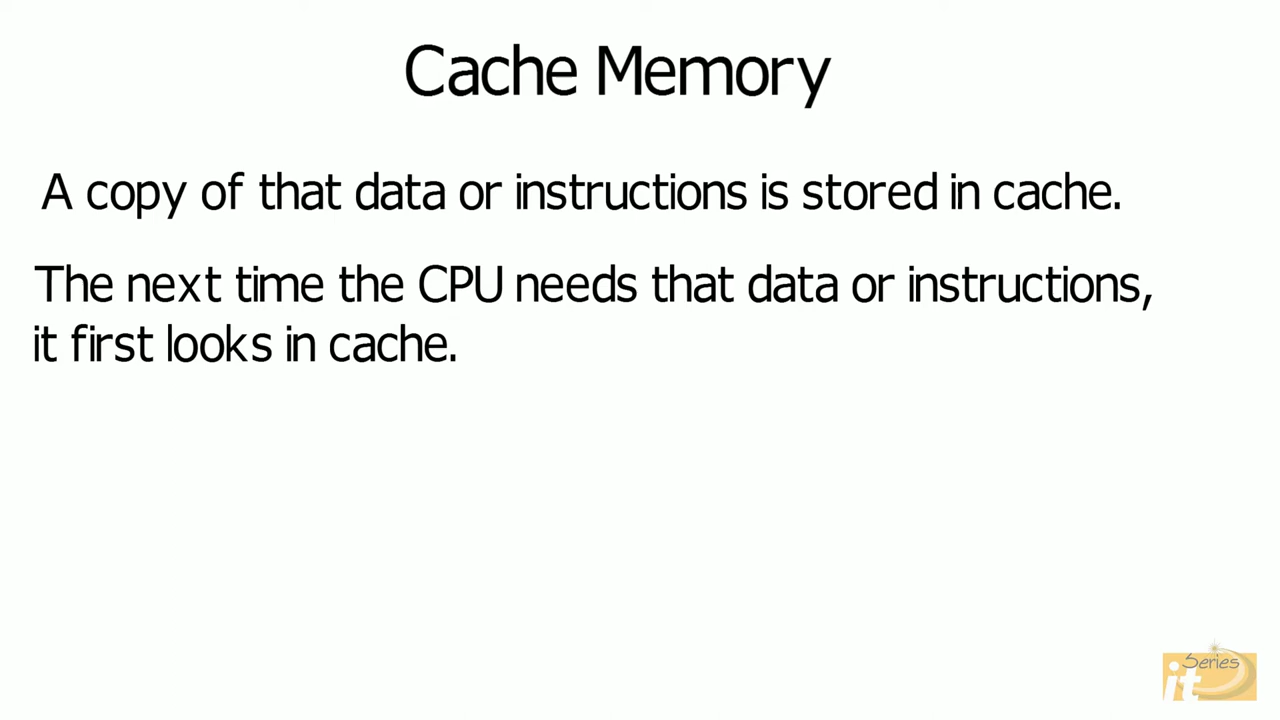 Cache Memory
A copy of that data or instructions is stored in cache.
The next time the CPU needs that data or instructions,
it first looks in cache.
Series
it